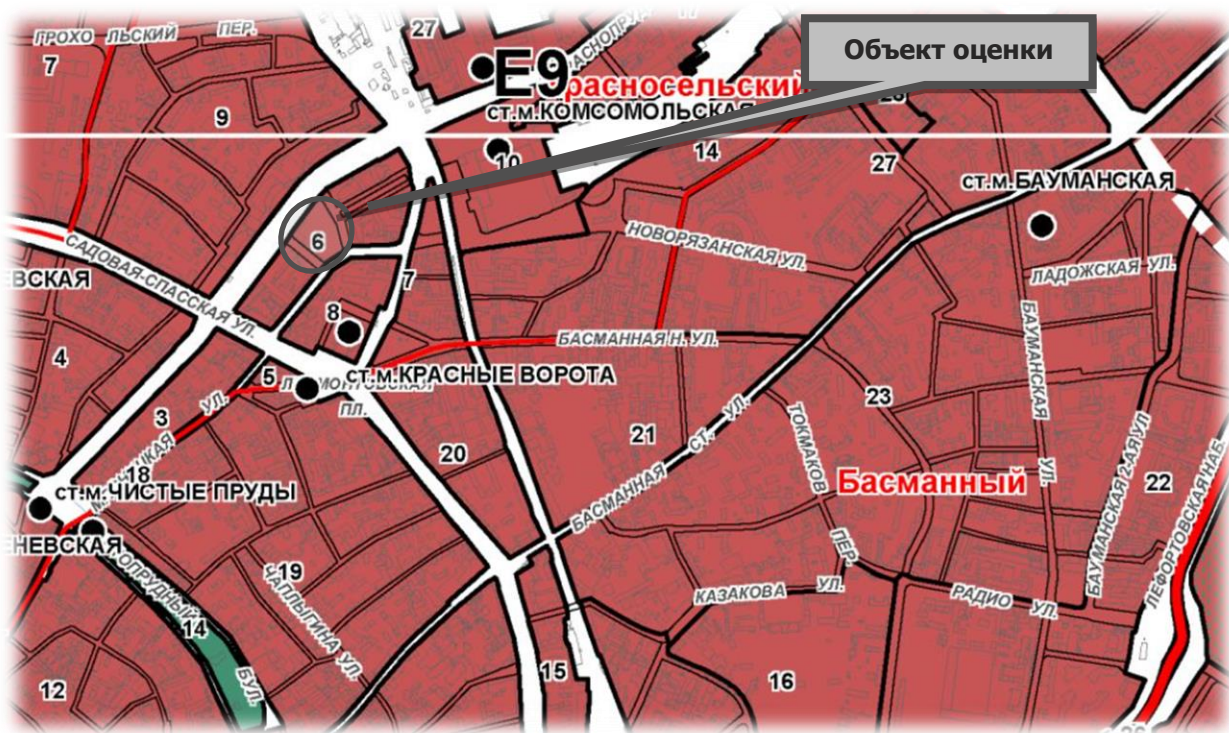 27
Объект оценки
ГРОХО ЛЬСКИЙ ПЕР.
7
Е9
расносельский
ст.м.КОМСОМОЛЬСКАЯ
9
10
14
27
ст.м.БАУМАНСКАЯ
6
НОВОРЯЗАНСКАЯ УЛ.
ЛАДОЖСКАЯ УЛ.
САДОВАЯ-СПАССКАЯ УЛ.
ЕВСКАЯ
7
8
БАСМАННАЯ Н. УЛ.
БАУМАНСКАЯ УЛ.
4
5
ст.м.КРАСНЫЕ ВОРОТА
ПЛ.
3
УЛ.
23
ТОКМАКОВ ПЕР.
21
20
БАСМАННАЯ СТ. УЛ.
18
ст.м.ЧИСТЫЕ ПРУДЫ
Басманный
22
БАУМАНСКАЯ 2-АЯ УЛ
ЛЕФОРТОВСКАЯ НАБ.
ЕНЕВСКАЯ
ОПРУДНЫЙ
БУЛ.
19
ЧАПЛЫГИНА УЛ.
КАЗАКОВА УЛ.
РАДИО УЛ.
14
12
15
16